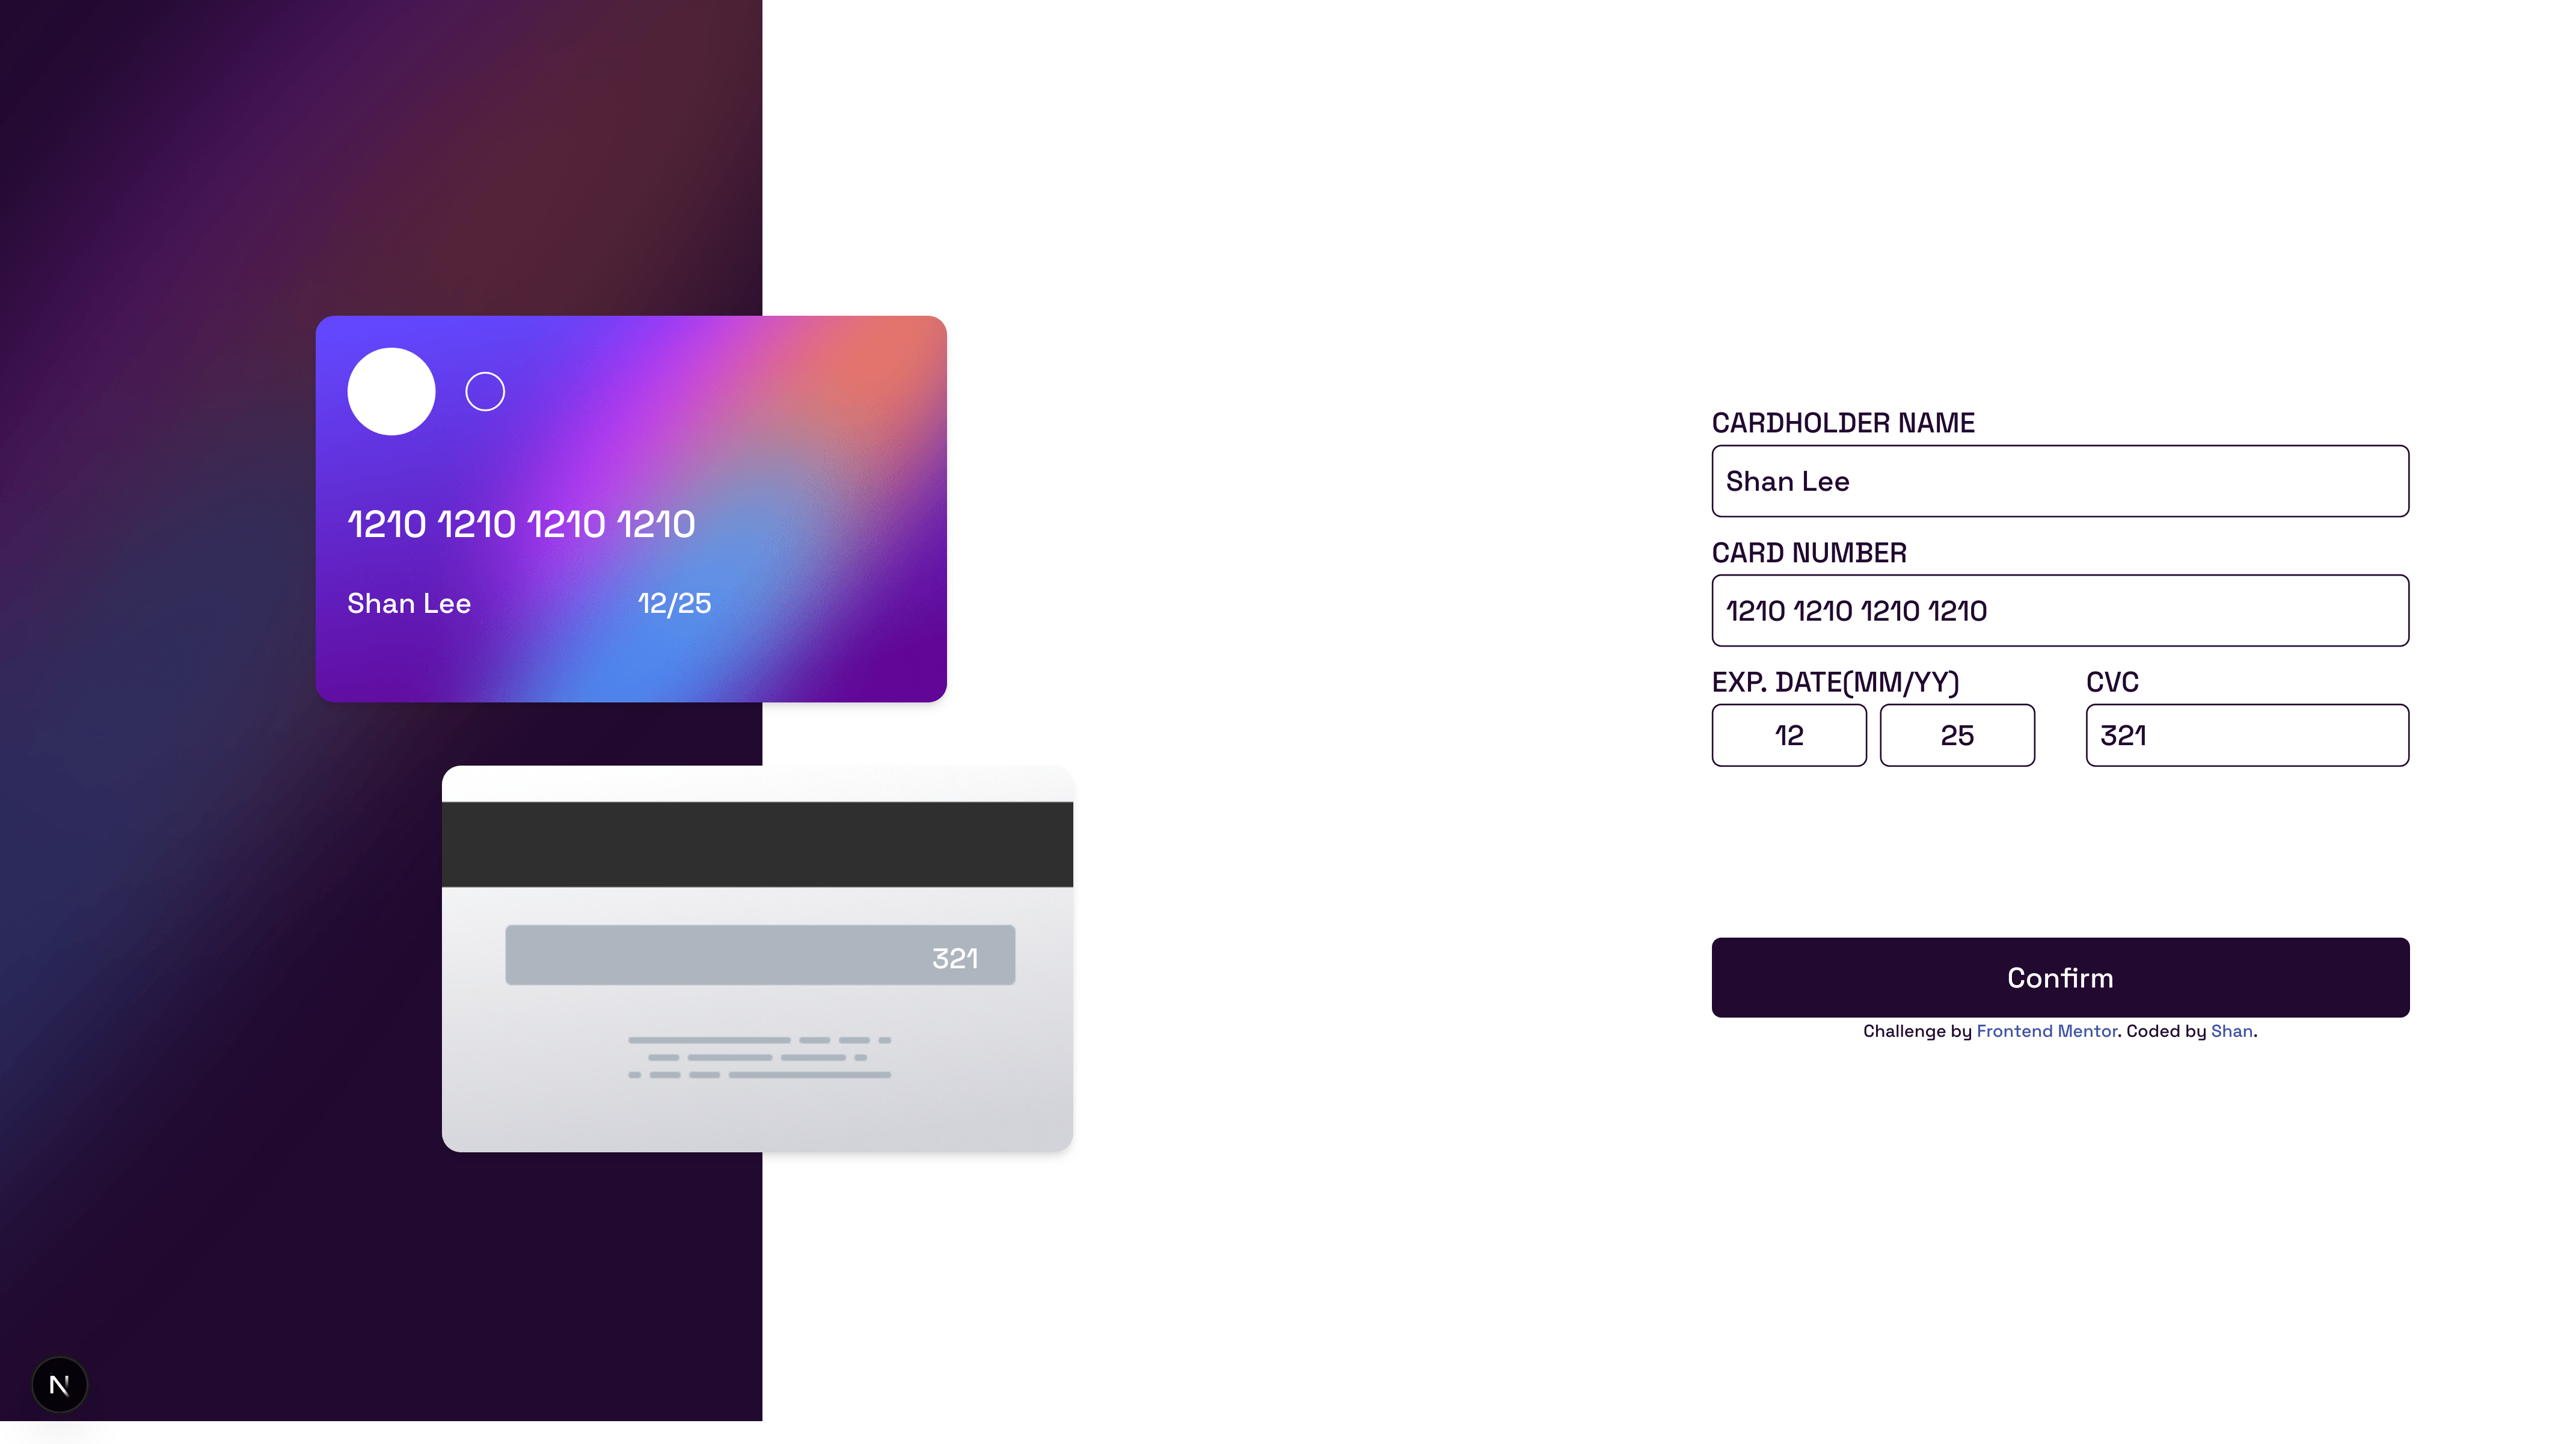 1210 1210 1210 1210
Shan Lee 12/25
321
CARDHOLDER NAME
Shan Lee
CARD NUMBER
1210 1210 1210 1210
EXP. DATE(MM/YY) CVC
12 25 321
Confirm
Challenge by Frontend Mentor. Coded by Shan.
N